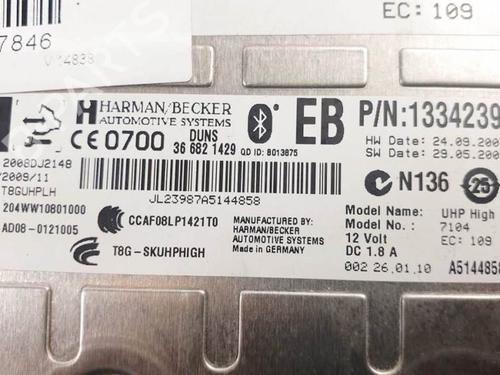 EC: 109
7846
HARMAN/BECKER
AUTOMOTIVE SYSTEMS
EB
P/N:1334239
CE 0700
DUNS
36 682 1429
QD ID: B013875
HW Date: 24.09.200
SW Date: 29.05.200
2008DJ2148
/2009/11
T8GUHPLH
JL23987A5144858
N136
25
204WW10801000
AD08-0121005
CCAF08LP1421T0
T8G-SKUHPHIGH
MANUFACTURED BY:
HARMAN/BECKER
AUTOMOTIVE SYSTEMS
Made in GERMANY
Model Name: UHP High
Model No.: 7104
12 Volt
EC: 109
DC 1.8 A
002 26.01.10
A5144858